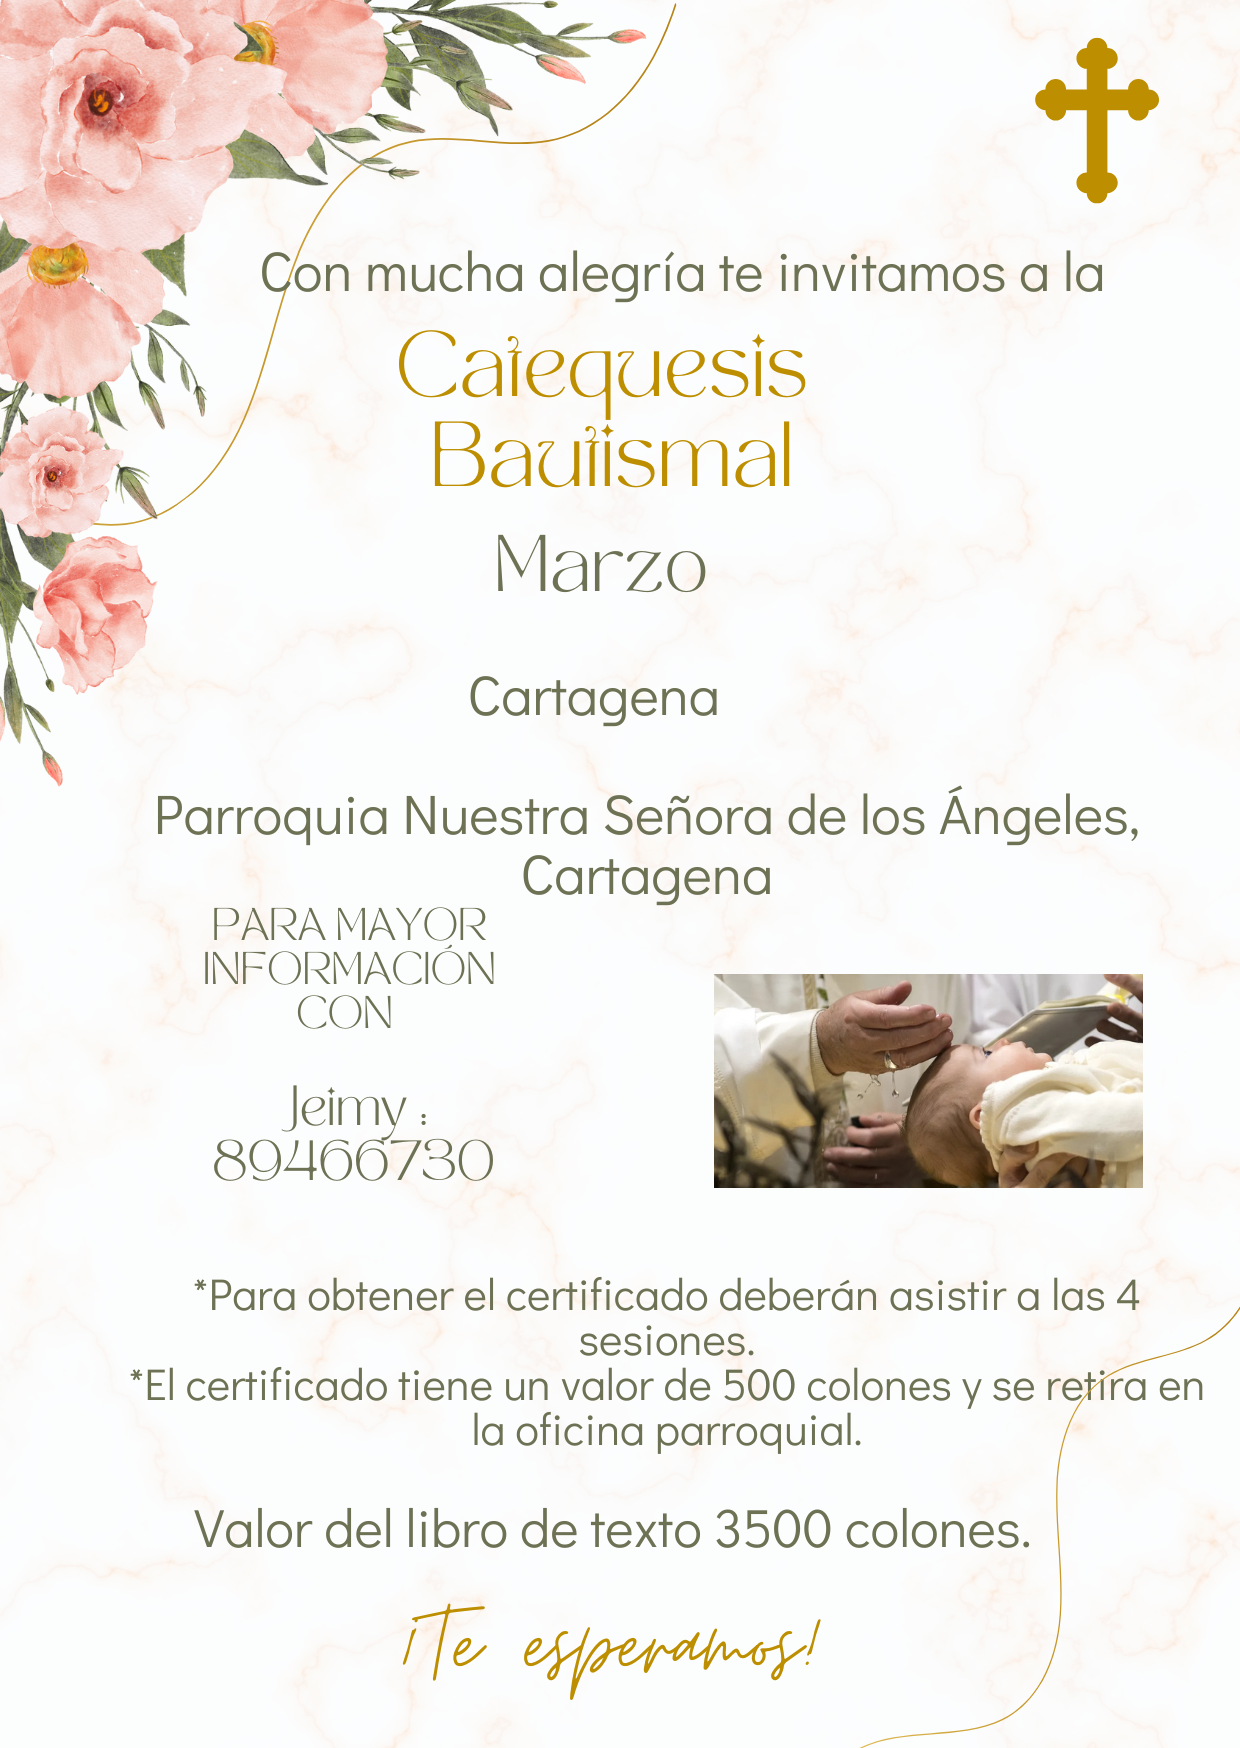 Con mucha alegría te invitamos a la
Catequesis
Bautismal
Marzo
Cartagena
Parroquia Nuestra Señora de los Ángeles,
Cartagena
PARA MAYOR
INFORMACIÓN
CON
Jeimy :
89466730
*Para obtener el certificado deberán asistir a las 4
sesiones.
*El certificado tiene un valor de 500 colones y se retira en
la oficina parroquial.
Valor del libro de texto 3500 colones.
¡Te esperamos!